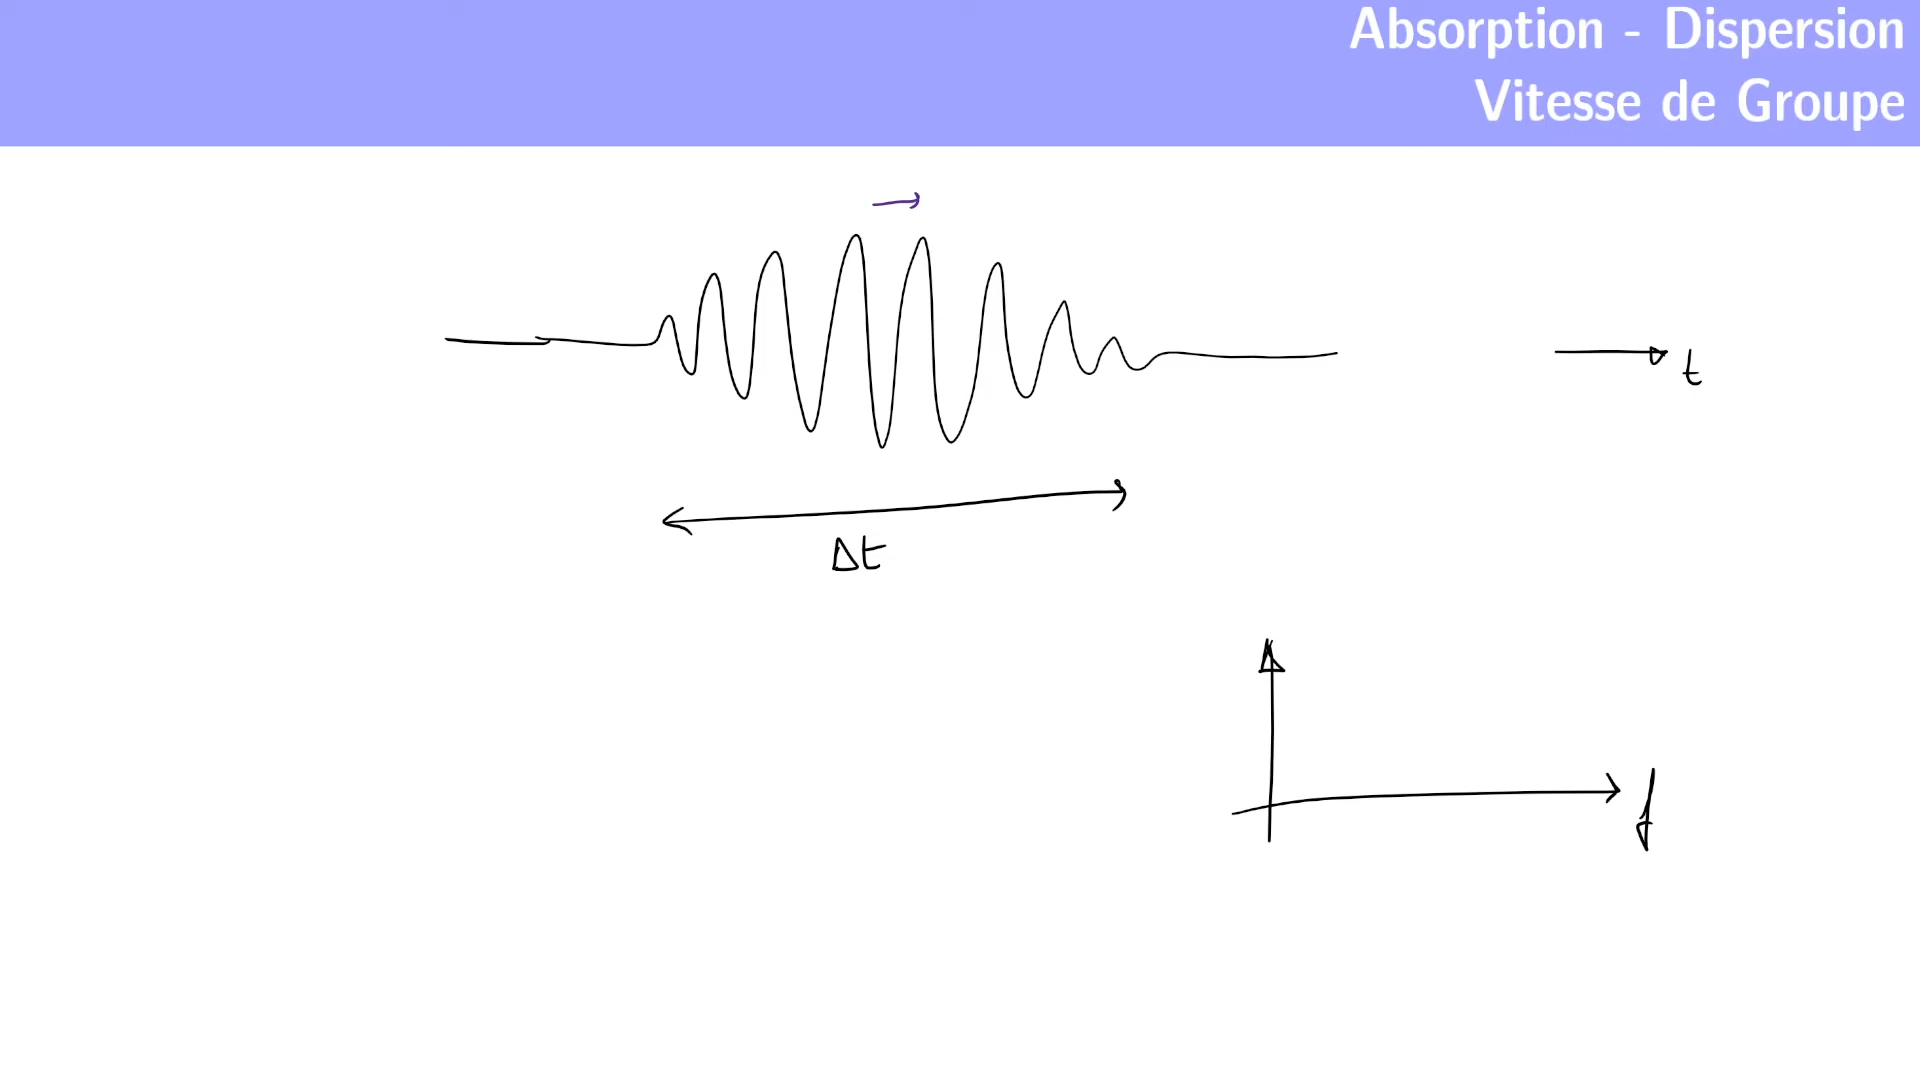 Absorption - Dispersion
Vitesse de Groupe
t
Δt
f